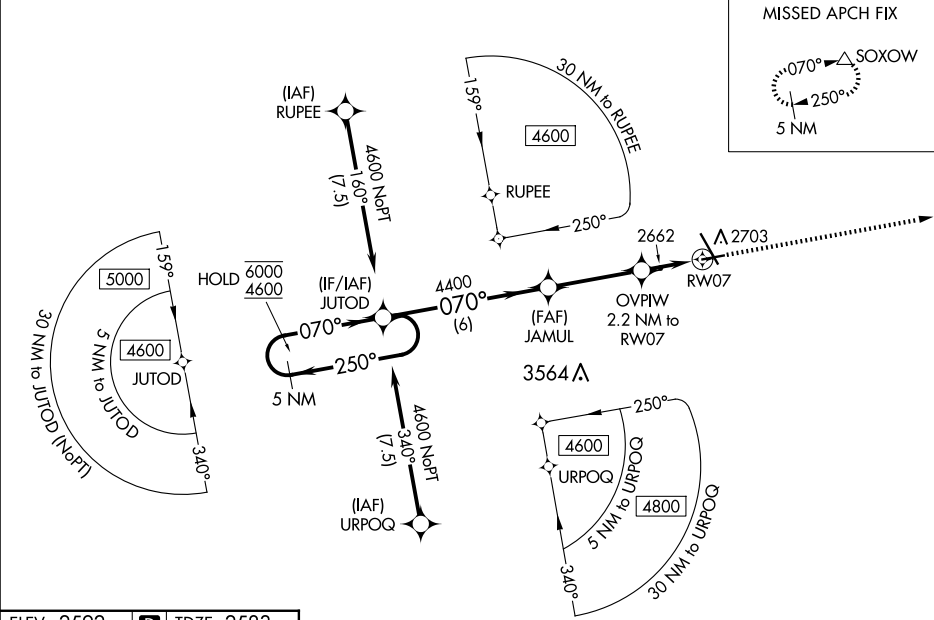 MISSED APCH FIX
SOXOW
070°
250°
5 NM
(IAF)
RUPEE
4600 NoPT
160°
(7.5)
30 NM to RUPEE
159°
4600
RUPEE
250°
2662
2703
RW07
OVPIW
2.2 NM to
RW07
159°
5000
4600
JUTOD
5 NM to JUTOD
30 NM to JUTOD (NoPT)
340°
HOLD
6000
4600
(IF/IAF)
JUTOD
4400
070°
(6)
070°
250°
5 NM
(FAF)
JAMUL
3564
4600 NoPT
340°
(7.5)
(IAF)
URPOQ
250°
4600
URPOQ
5 NM to URPOQ
4800
30 NM to URPOQ
340°